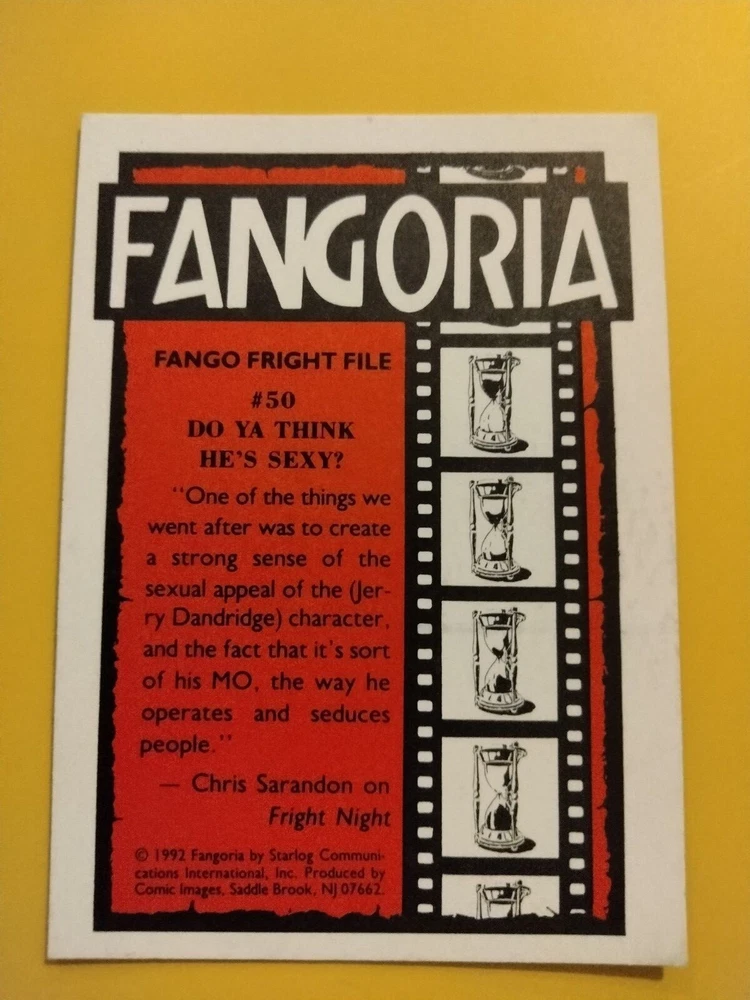 FANGORIA
FANGO FRIGHT FILE
#50
DO YA THINK
HE'S SEXY?
"One of the things we
went after was to create
a strong sense of the
sexual appeal of the (Jer-
ry Dandridge) character,
and the fact that it's sort
of his MO, the way he
operates and seduces
people."
— Chris Sarandon on
Fright Night
© 1992 Fangoria by Starlog Communi-
cations International, Inc. Produced by
Comic Images, Saddle Brook, NJ 07662.